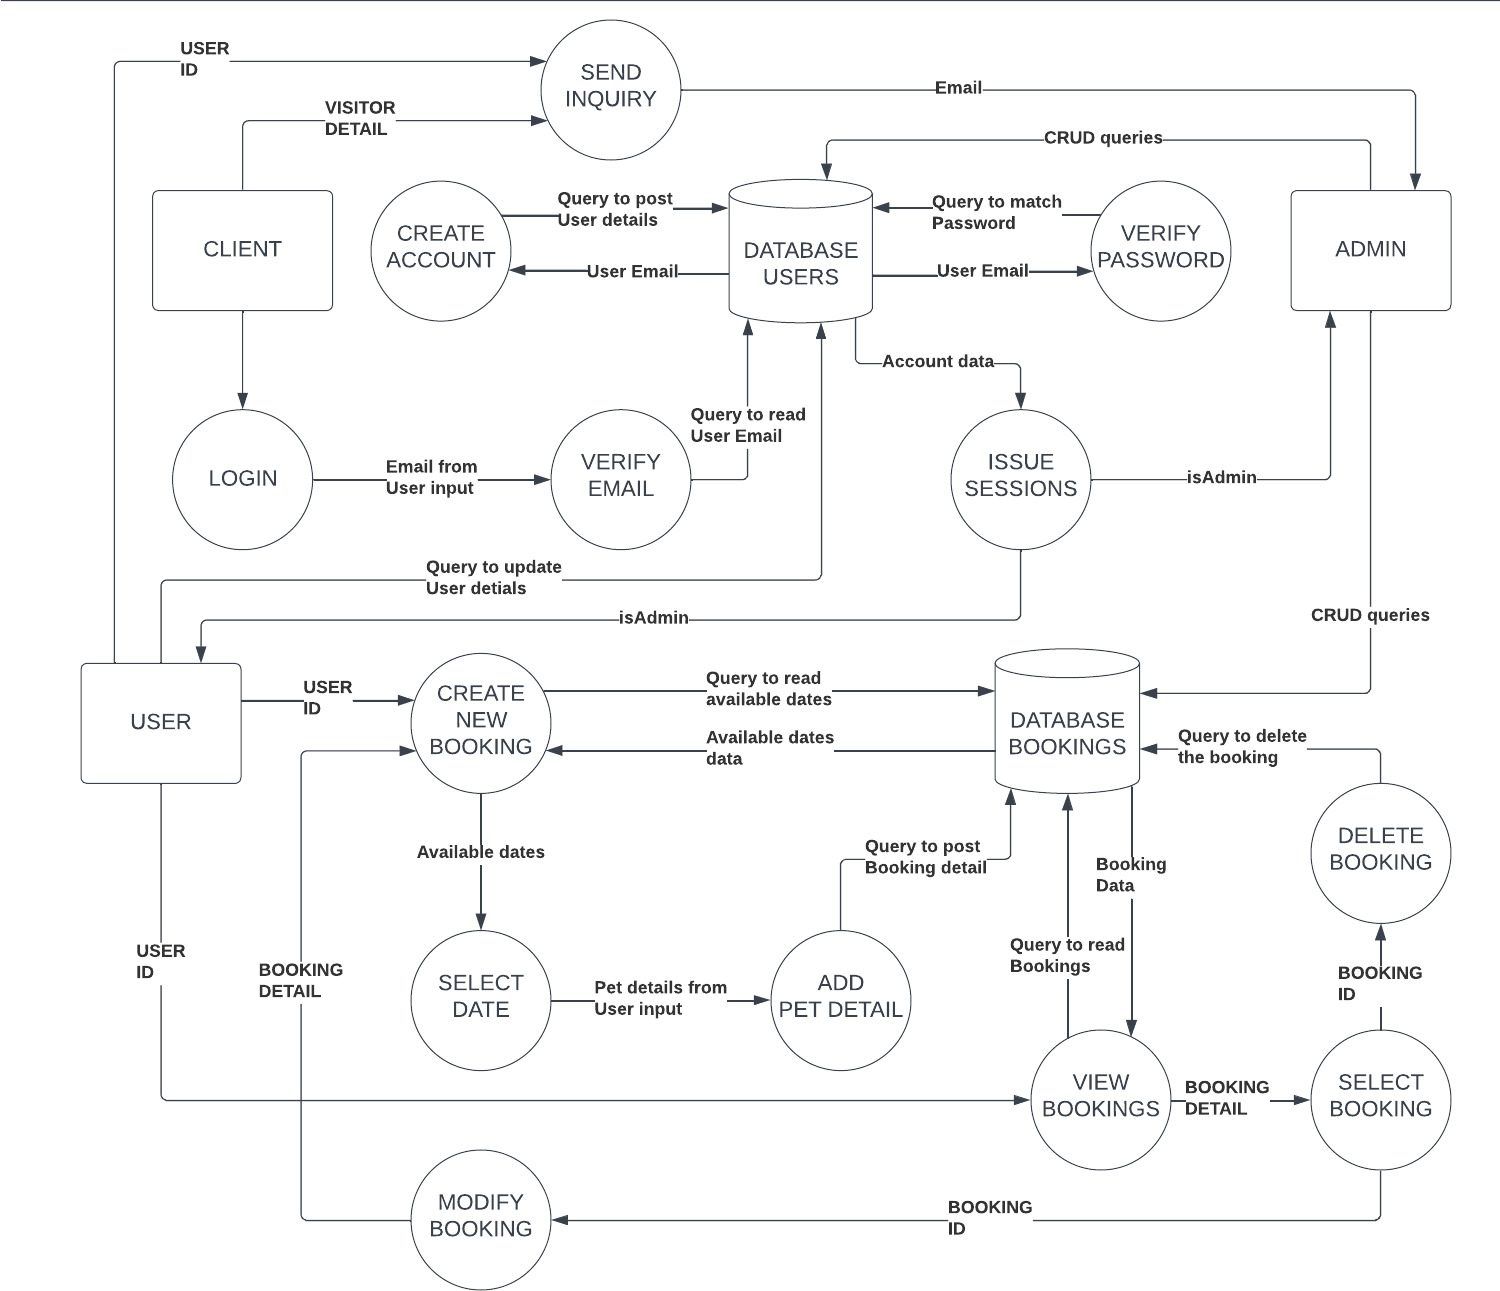 USER
ID
SEND
INQUIRY
Email
VISITOR
DETAIL
CRUD queries
CLIENT
CREATE
ACCOUNT
Query to post
User details
User Email
DATABASE
USERS
Query to match
Password
User Email
VERIFY
PASSWORD
ADMIN
Account data
Query to read
User Email
LOGIN
Email from
User input
VERIFY
EMAIL
ISSUE
SESSIONS
isAdmin
Query to update
User detials
isAdmin
CRUD queries
USER
USER
ID
CREATE
NEW
BOOKING
Query to read
available dates
Available dates
data
DATABASE
BOOKINGS
Query to delete
the booking
DELETE
BOOKING
Available dates
Query to post
Booking detail
Booking
Data
USER
ID
BOOKING
DETAIL
SELECT
DATE
Pet details from
User input
ADD
PET DETAIL
Query to read
Bookings
BOOKING
ID
VIEW
BOOKINGS
BOOKING
DETAIL
SELECT
BOOKING
MODIFY
BOOKING
BOOKING
ID